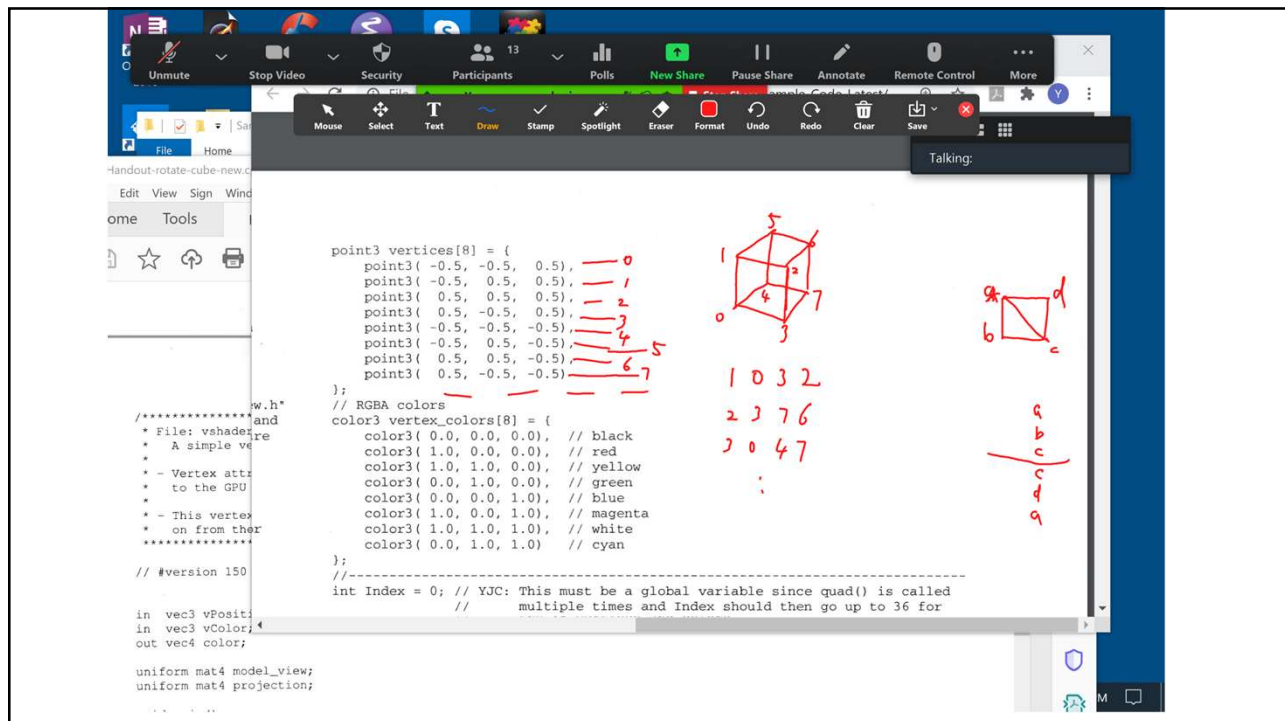 13
Unmute
Stop Video
Security
Participants
Polls
New Share
Pause Share
Annotate
Remote Control
More
Mouse
Select
Text
Draw
Stamp
Spotlight
Eraser
Format
Undo
Redo
Clear
Save
Talking:
File Home
Handout-rotate-cube-new.c
Edit View Sign Wind
ome Tools
point3 vertices[8] = {
point3( -0.5, -0.5, 0.5), 0
point3( -0.5, 0.5, 0.5), 1
point3( 0.5, 0.5, 0.5), 2
point3( 0.5, -0.5, 0.5), 3
point3( -0.5, -0.5, -0.5), 4
point3( -0.5, 0.5, -0.5), 5
point3( 0.5, 0.5, -0.5), 6
point3( 0.5, -0.5, -0.5) 7
};
// RGBA colors
color3 vertex_colors[8] = {
color3( 0.0, 0.0, 0.0), // black
color3( 1.0, 0.0, 0.0), // red
color3( 1.0, 1.0, 0.0), // yellow
color3( 0.0, 1.0, 0.0), // green
color3( 0.0, 0.0, 1.0), // blue
color3( 1.0, 0.0, 1.0), // magenta
color3( 1.0, 1.0, 1.0), // white
color3( 0.0, 1.0, 1.0) // cyan
};
//----------------------------------------------------------------------
int Index = 0; // YJC: This must be a global variable since quad() is called
// multiple times and Index should then go up to 36 for
5
1 6
2
4 7
0
3
1 0 3 2
2 3 7 6
3 0 4 7
a d
b c
a
b
c
c
d
a
w.h"
and
re
/***************
* File: vshader
* A simple ve
*
* - Vertex attr
* to the GPU
*
* - This vertex
* on from ther
***************
// #version 150
in vec3 vPositi
in vec3 vColor;
out vec4 color;
uniform mat4 model_view;
uniform mat4 projection;
Y
M